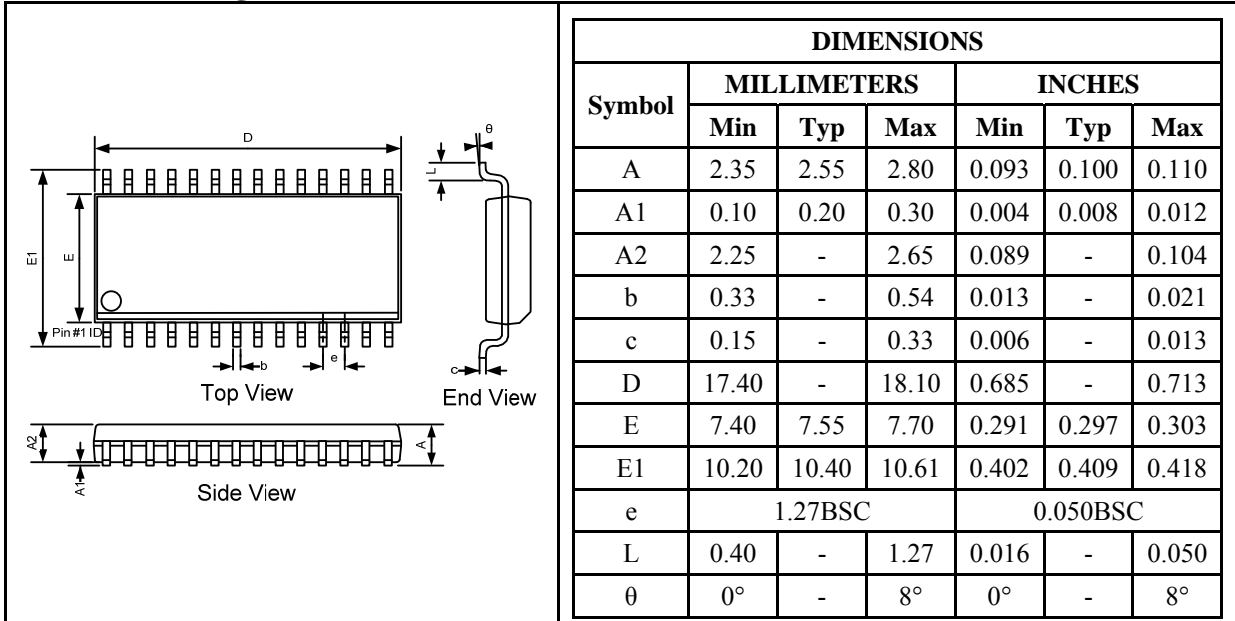 D
θ
L
E1
E
Pin #1 ID
b
e
c
Top View
End View
A2
A
A1
Side View
DIMENSIONS
Symbol MILLIMETERS INCHES
Min Typ Max Min Typ Max
A 2.35 2.55 2.80 0.093 0.100 0.110
A1 0.10 0.20 0.30 0.004 0.008 0.012
A2 2.25 - 2.65 0.089 - 0.104
b 0.33 - 0.54 0.013 - 0.021
c 0.15 - 0.33 0.006 - 0.013
D 17.40 - 18.10 0.685 - 0.713
E 7.40 7.55 7.70 0.291 0.297 0.303
E1 10.20 10.40 10.61 0.402 0.409 0.418
e 1.27BSC 0.050BSC
L 0.40 - 1.27 0.016 - 0.050
θ 0° - 8° 0° - 8°